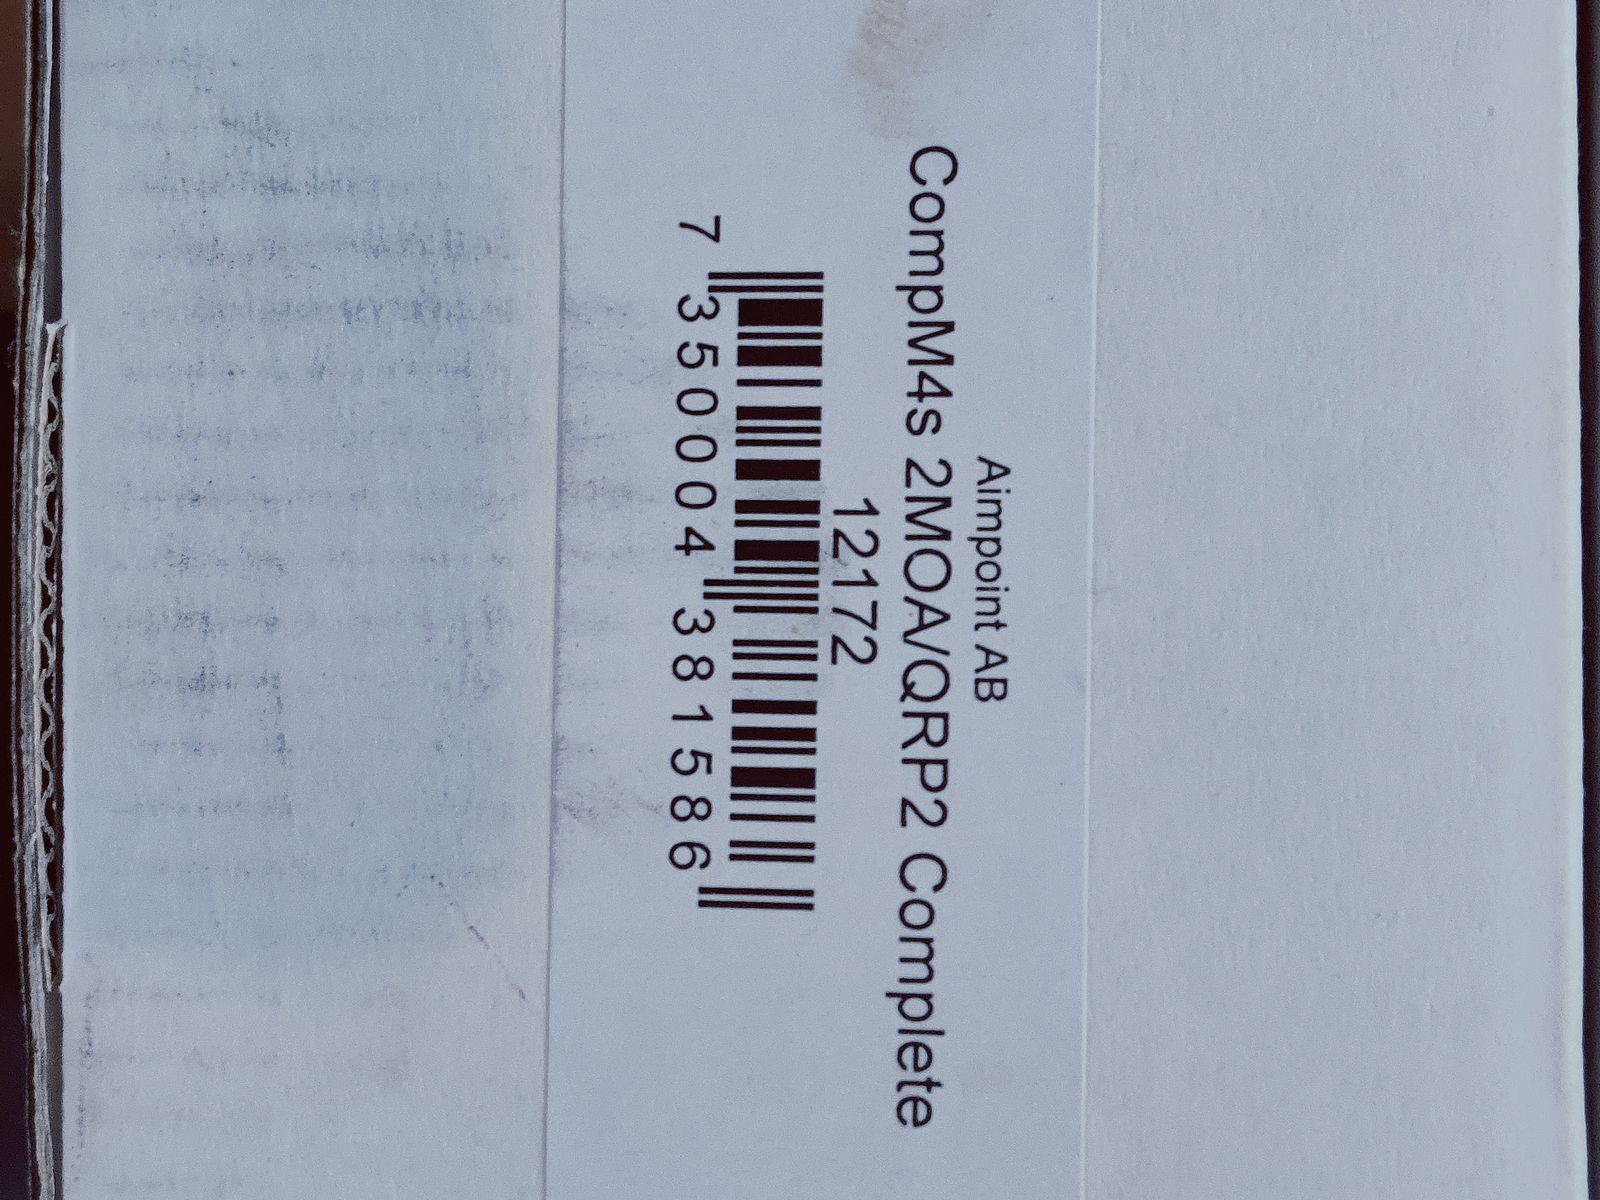 Aimpoint AB
CompM4s 2MOA/QRP2 Complete
12172
7 350004 381586